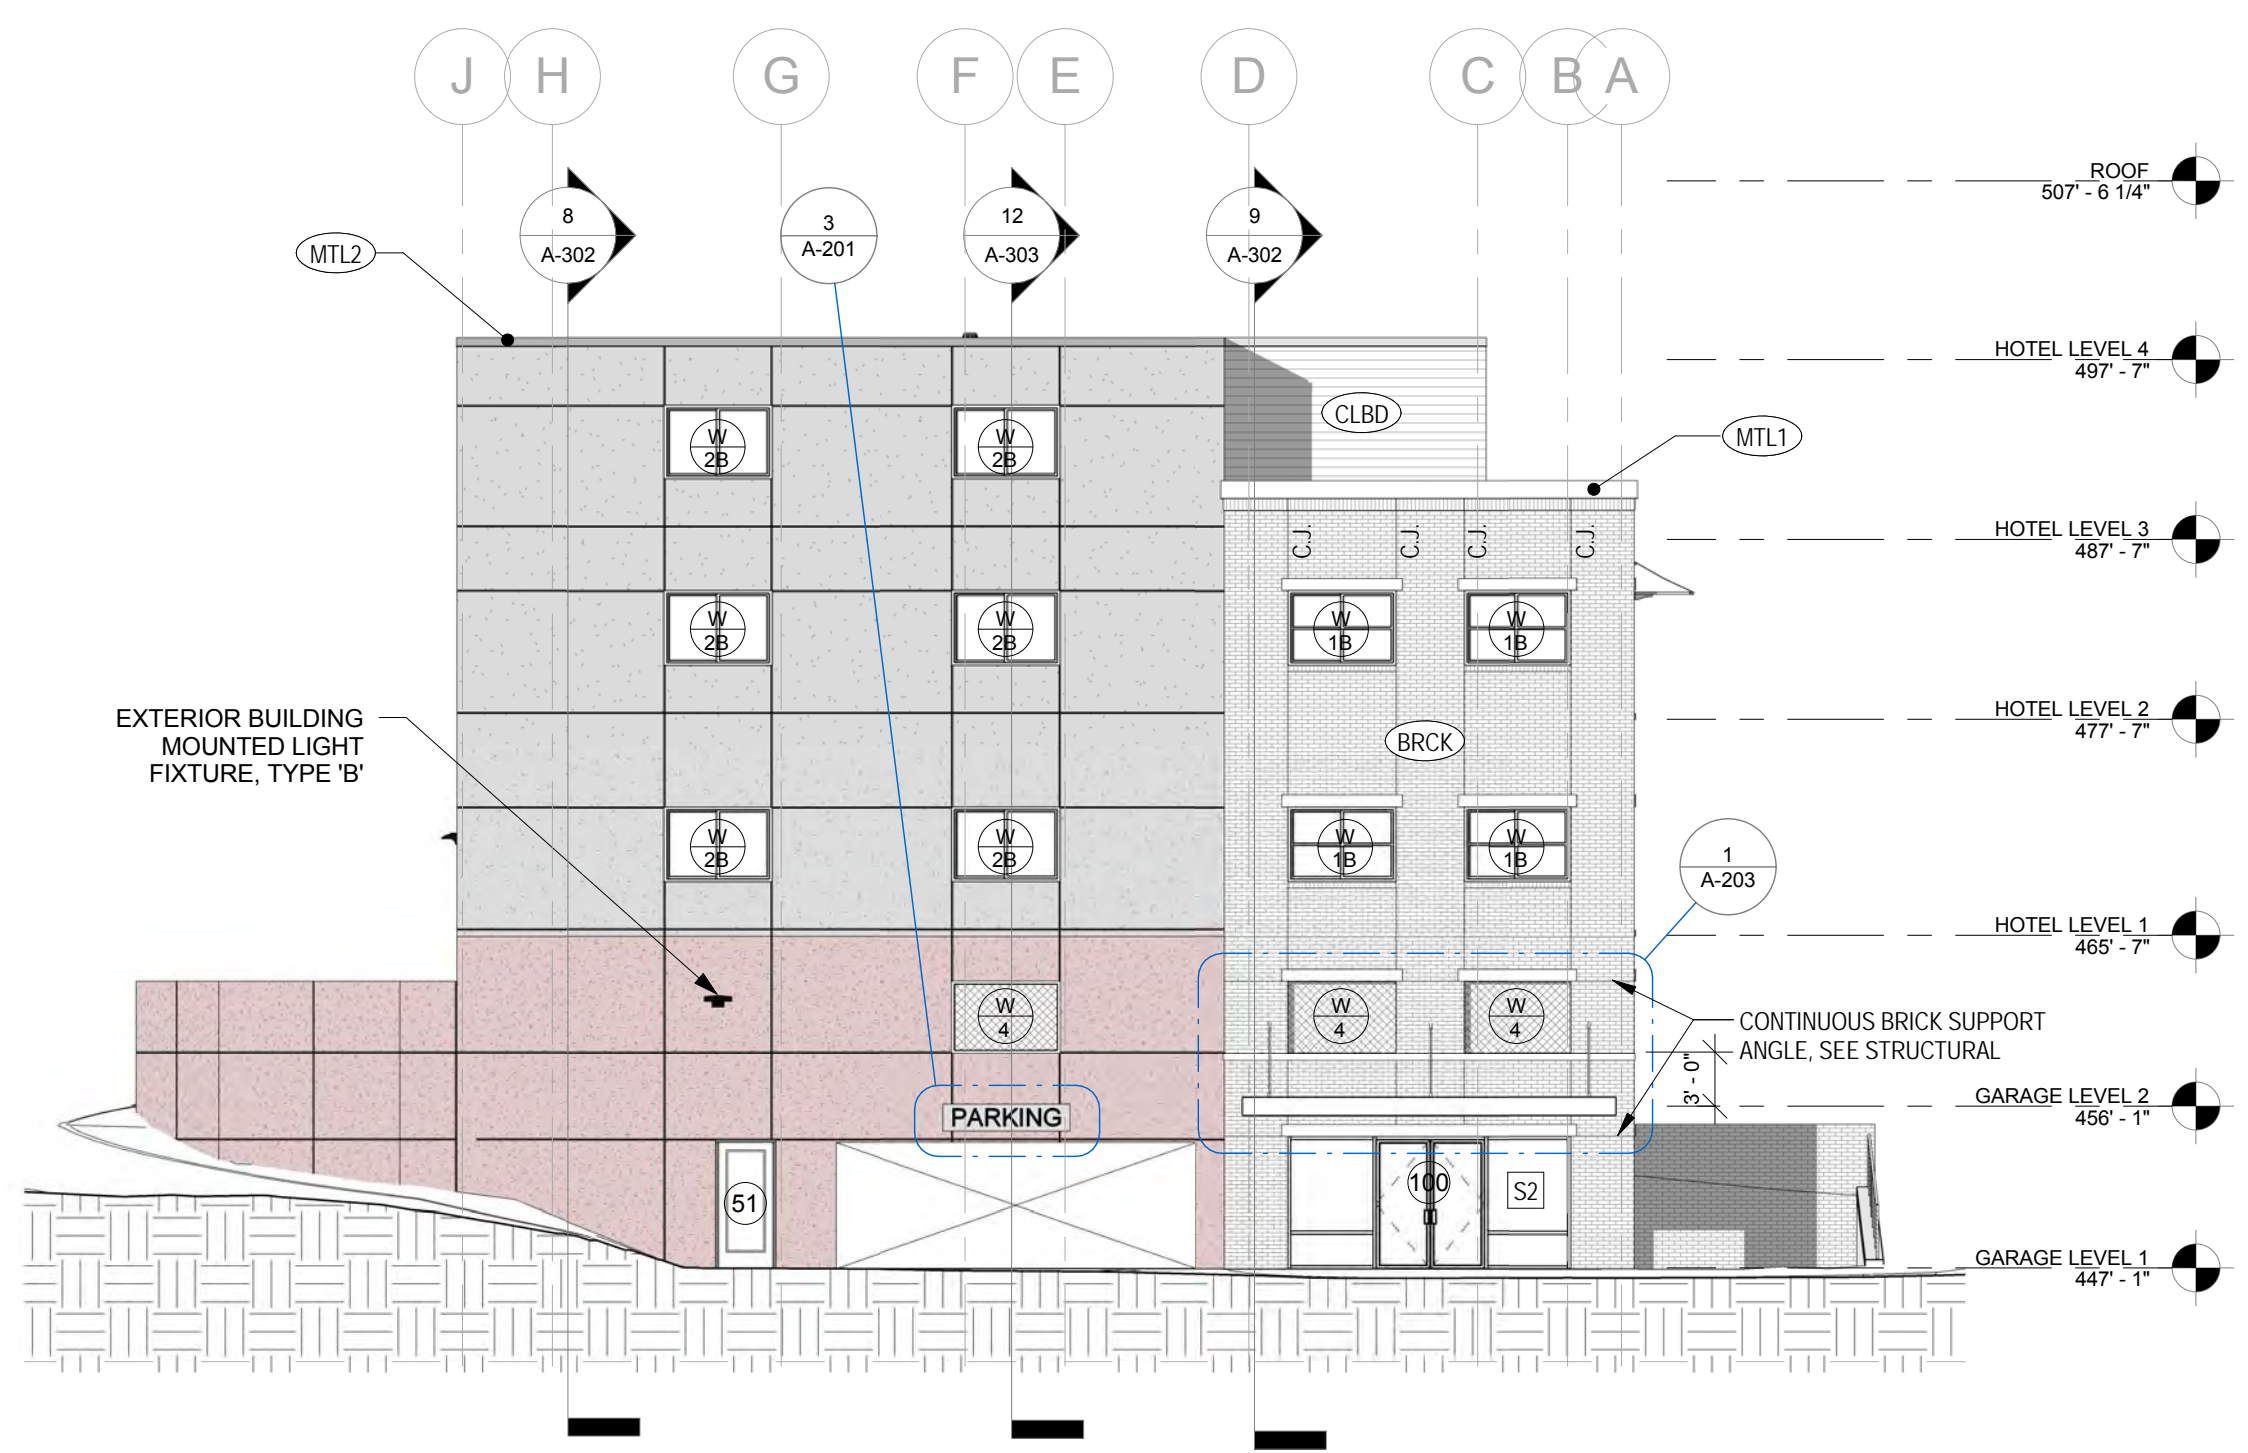 J H G F E D C B A
ROOF
507' - 6 1/4"
8
A-302
3
A-201
12
A-303
9
A-302
MTL2
HOTEL LEVEL 4
497' - 7"
CLBD
MTL1
W
2B
W
2B
HOTEL LEVEL 3
487' - 7"
C.J.
C.J.
C.J.
C.J.
W
2B
W
2B
W
1B
W
1B
EXTERIOR BUILDING
MOUNTED LIGHT
FIXTURE, TYPE 'B'
HOTEL LEVEL 2
477' - 7"
BRCK
W
2B
W
2B
W
1B
W
1B
1
A-203
HOTEL LEVEL 1
465' - 7"
W
4
W
4
W
4
CONTINUOUS BRICK SUPPORT
ANGLE, SEE STRUCTURAL
3' - 0"
GARAGE LEVEL 2
456' - 1"
PARKING
51
100
S2
GARAGE LEVEL 1
447' - 1"